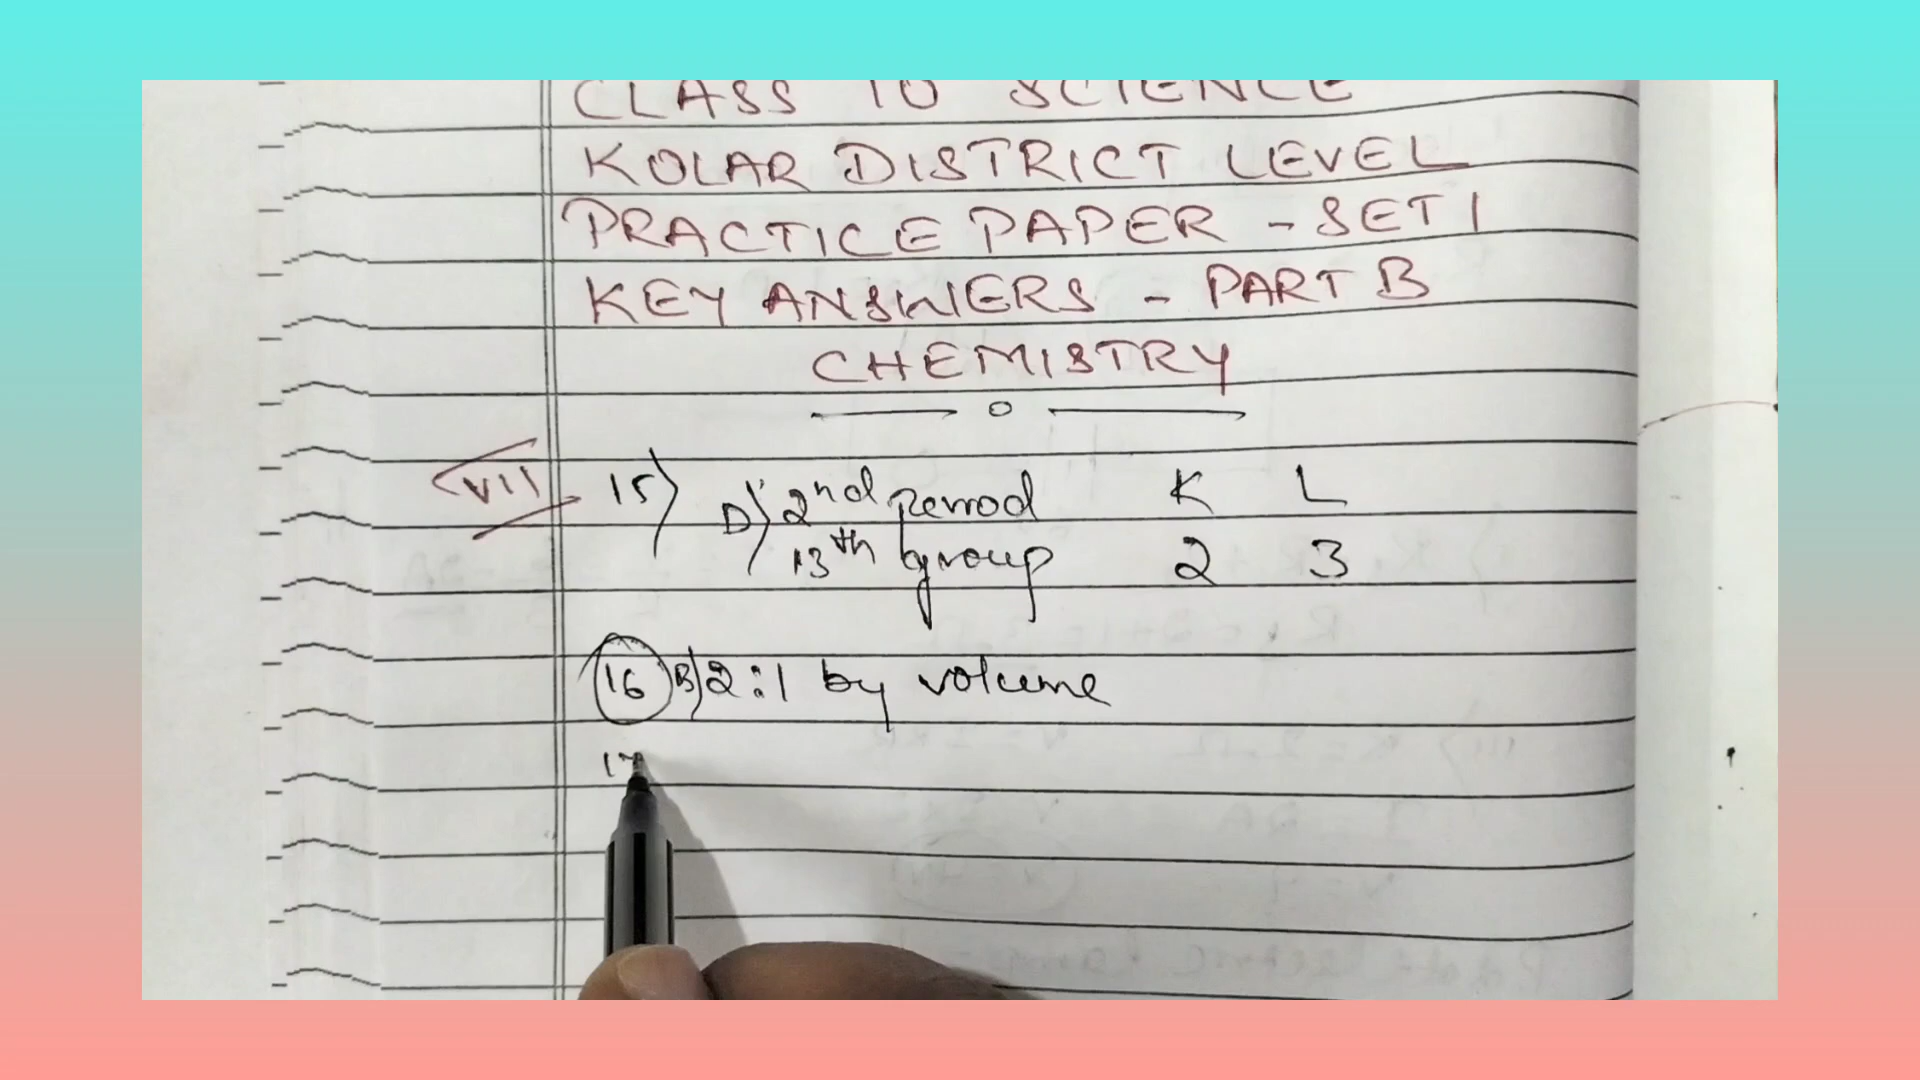 CLASS 10 SCIENCE
KOLAR DISTRICT LEVEL
PRACTICE PAPER - SET 1
KEY ANSWERS - PART B
CHEMISTRY
VII 15) D) 2nd period K L
13th group 2 3
16 B) 2:1 by volume
17